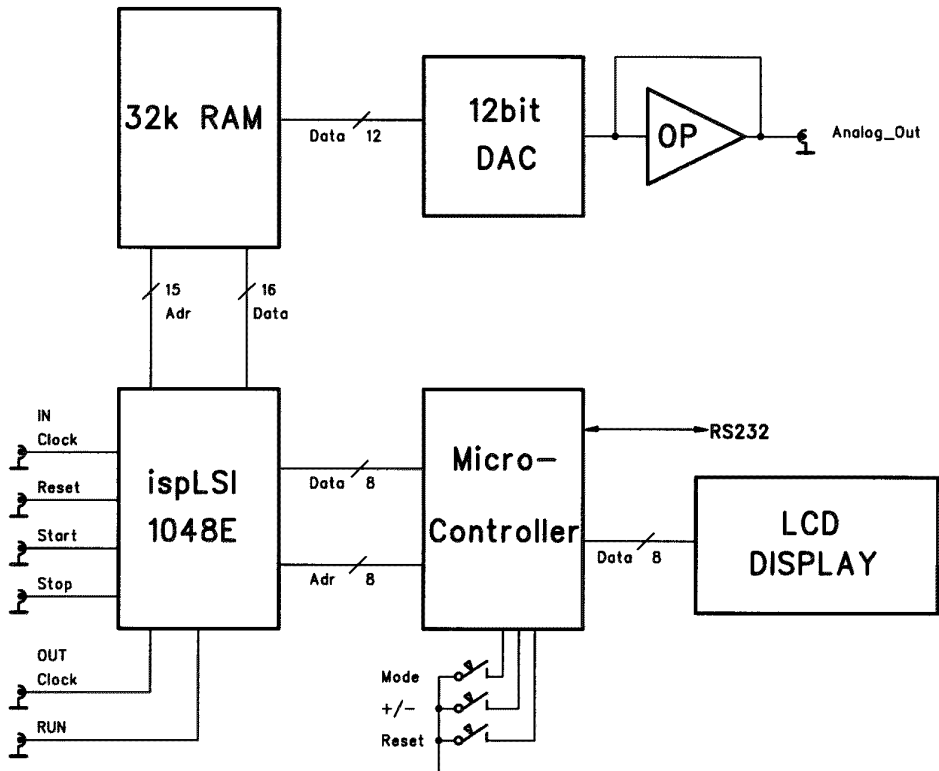 32k RAM
Data 12
12bit
DAC
OP
Analog_Out
15
Adr
16
Data
IN
Clock
Reset
Start
Stop
OUT
Clock
RUN
ispLSI
1048E
Data 8
Adr 8
Micro-
Controller
RS232
Data 8
LCD
DISPLAY
Mode
+/-
Reset